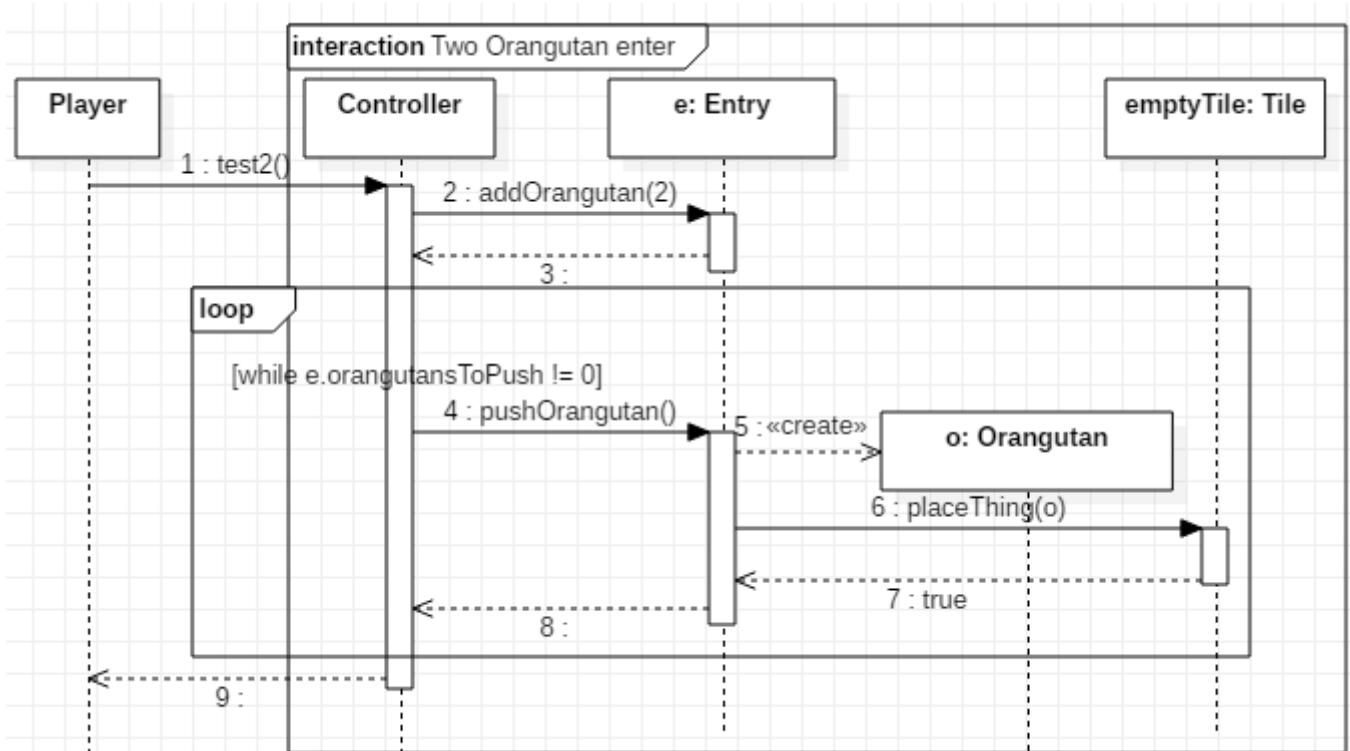 interaction Two Orangutan enter
Player
Controller
e: Entry
emptyTile: Tile
1 : test2()
2 : addOrangutan(2)
3 :
loop
[while e.orangutansToPush != 0]
4 : pushOrangutan()
5 : «create»
o: Orangutan
6 : placeThing(o)
7 : true
8 :
9 :